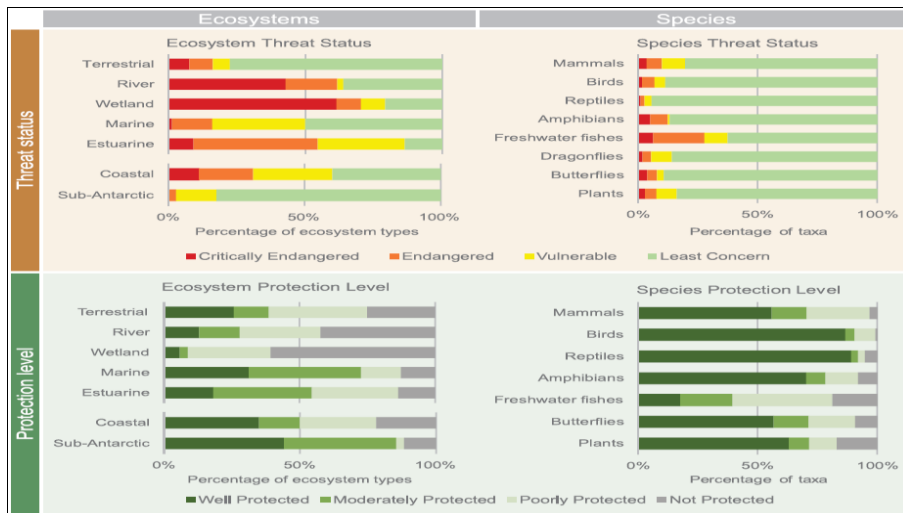 Ecosystems
Species
Threat status
Ecosystem Threat Status
Terrestrial
River
Wetland
Marine
Estuarine
Coastal
Sub-Antarctic
0% 50% 100%
Percentage of ecosystem types
Species Threat Status
Mammals
Birds
Reptiles
Amphibians
Freshwater fishes
Dragonflies
Butterflies
Plants
0% 50% 100%
Percentage of taxa
Critically Endangered Endangered Vulnerable Least Concern
Protection level
Ecosystem Protection Level
Terrestrial
River
Wetland
Marine
Estuarine
Coastal
Sub-Antarctic
0% 50% 100%
Percentage of ecosystem types
Species Protection Level
Mammals
Birds
Reptiles
Amphibians
Freshwater fishes
Butterflies
Plants
0% 50% 100%
Percentage of taxa
Well Protected Moderately Protected Poorly Protected Not Protected